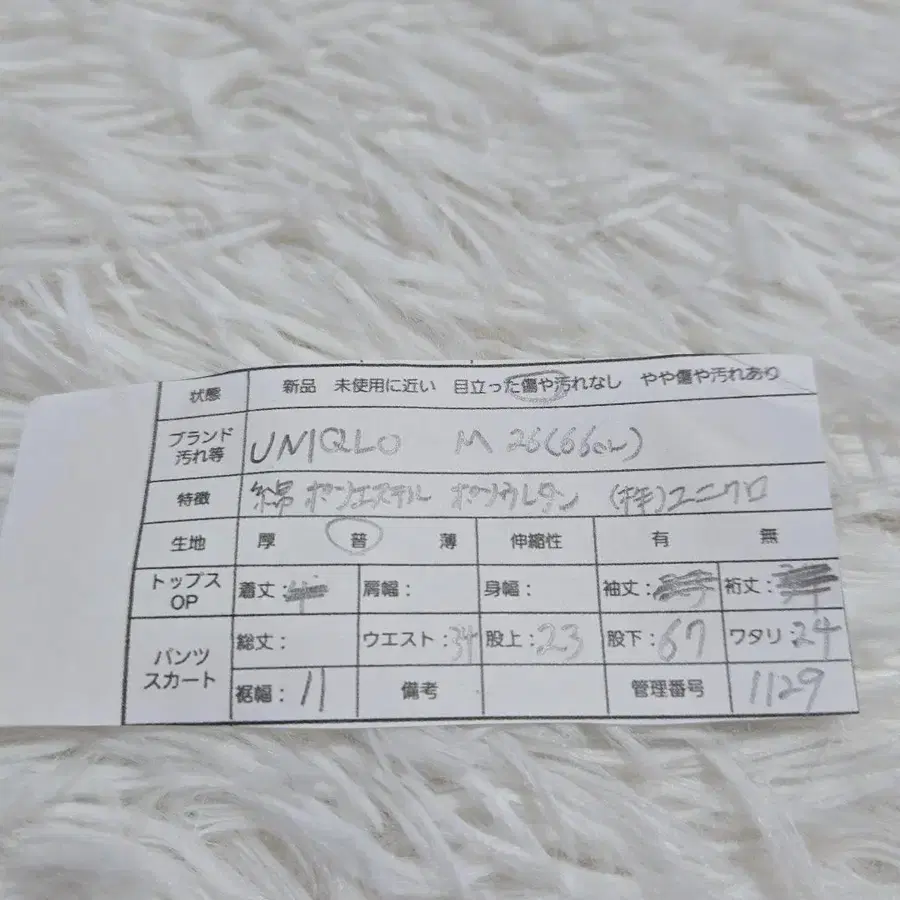 状態 新品 未使用に近い 目立った傷や汚れなし やや傷や汚れあり
ブランド 汚れ等 UNIQLO M 26(66cm)
特徴 綿 ポリエステル ポリウレタン (株)ユニクロ
生地 厚 普 薄 伸縮性 有 無
トップス OP 着丈: 肩幅: 身幅: 袖丈: 裄丈:
パンツ スカート 総丈: ウエスト:34 股上:23 股下:67 ワタリ:24
裾幅:11 備考 管理番号 1129